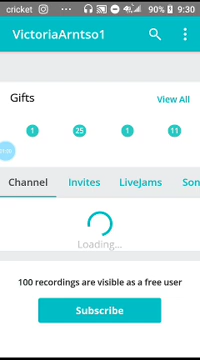 cricket ... 90% 9:30
VictoriaArntso1
Gifts View All
1 25 1 11
Channel Invites LiveJams Son
Loading...
100 recordings are visible as a free user
Subscribe